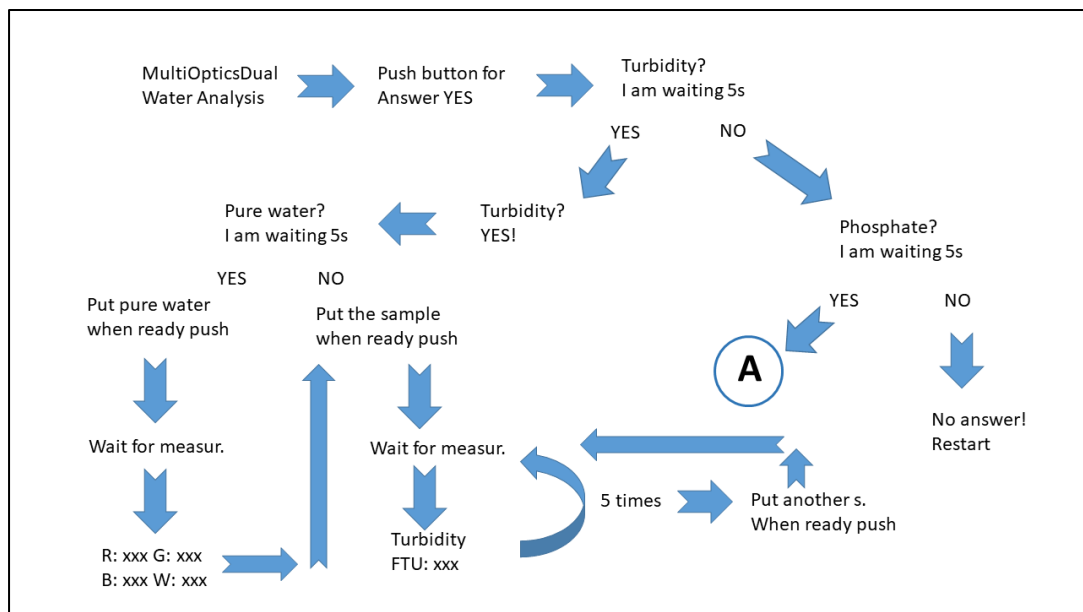 MultiOpticsDual
Water Analysis
Push button for
Answer YES
Turbidity?
I am waiting 5s
YES
NO
Pure water?
I am waiting 5s
Turbidity?
YES!
Phosphate?
I am waiting 5s
YES
NO
YES
NO
Put pure water
when ready push
Put the sample
when ready push
A
No answer!
Restart
Wait for measur.
Wait for measur.
5 times
Put another s.
When ready push
R: xxx G: xxx
B: xxx W: xxx
Turbidity
FTU: xxx